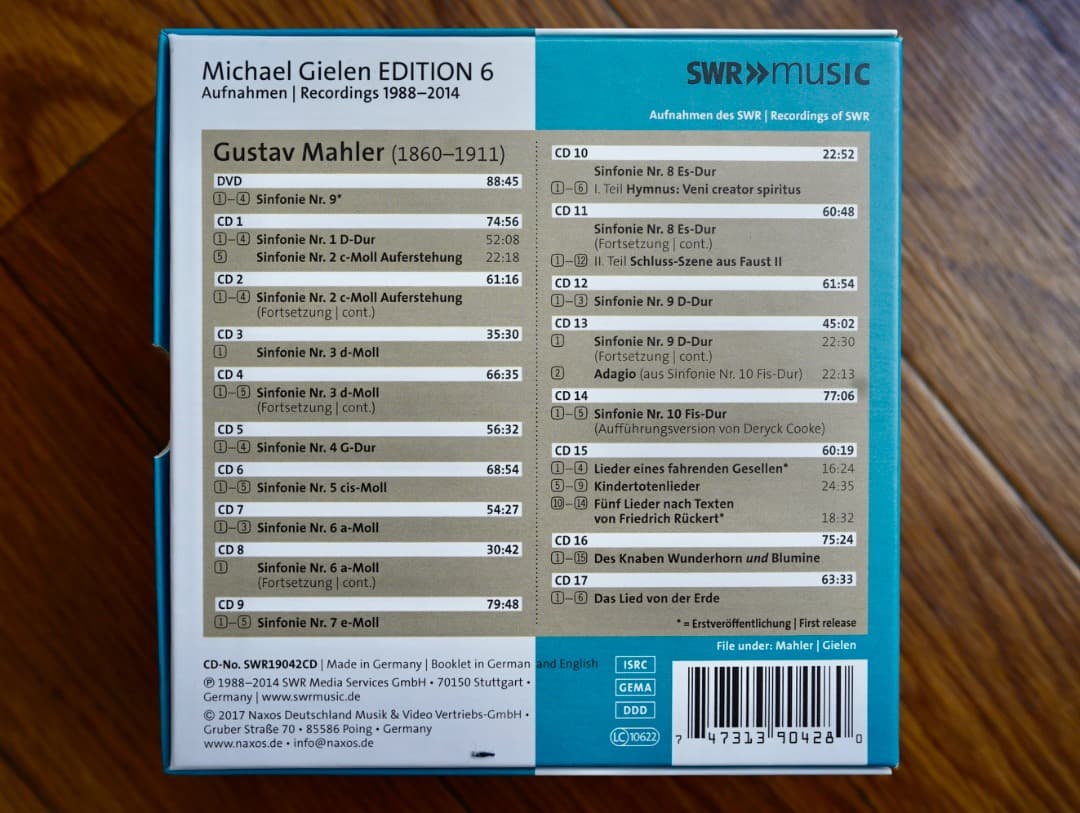 Michael Gielen EDITION 6
Aufnahmen | Recordings 1988–2014
SWR»music
Aufnahmen des SWR | Recordings of SWR
Gustav Mahler (1860–1911)
DVD 88:45
1–4 Sinfonie Nr. 9*
CD 1 74:56
1–4 Sinfonie Nr. 1 D-Dur 52:08
5 Sinfonie Nr. 2 c-Moll Auferstehung 22:18
CD 2 61:16
1–4 Sinfonie Nr. 2 c-Moll Auferstehung
(Fortsetzung | cont.)
CD 3 35:30
1 Sinfonie Nr. 3 d-Moll
CD 4 66:35
1–5 Sinfonie Nr. 3 d-Moll
(Fortsetzung | cont.)
CD 5 56:32
1–4 Sinfonie Nr. 4 G-Dur
CD 6 68:54
1–5 Sinfonie Nr. 5 cis-Moll
CD 7 54:27
1–3 Sinfonie Nr. 6 a-Moll
CD 8 30:42
1 Sinfonie Nr. 6 a-Moll
(Fortsetzung | cont.)
CD 9 79:48
1–5 Sinfonie Nr. 7 e-Moll
CD 10 22:52
Sinfonie Nr. 8 Es-Dur
1–6 I. Teil Hymnus: Veni creator spiritus
CD 11 60:48
Sinfonie Nr. 8 Es-Dur
(Fortsetzung | cont.)
1–12 II. Teil Schluss-Szene aus Faust II
CD 12 61:54
1–3 Sinfonie Nr. 9 D-Dur
CD 13 45:02
1 Sinfonie Nr. 9 D-Dur 22:30
(Fortsetzung | cont.)
2 Adagio (aus Sinfonie Nr. 10 Fis-Dur) 22:13
CD 14 77:06
1–5 Sinfonie Nr. 10 Fis-Dur
(Aufführungsversion von Deryck Cooke)
CD 15 60:19
1–4 Lieder eines fahrenden Gesellen* 16:24
5–9 Kindertotenlieder 24:35
10–14 Fünf Lieder nach Texten
von Friedrich Rückert* 18:32
CD 16 75:24
1–15 Des Knaben Wunderhorn und Blumine
CD 17 63:33
1–6 Das Lied von der Erde
* = Erstveröffentlichung | First release
File under: Mahler | Gielen
CD-No. SWR19042CD | Made in Germany | Booklet in German and English
℗ 1988–2014 SWR Media Services GmbH • 70150 Stuttgart •
Germany | www.swrmusic.de
© 2017 Naxos Deutschland Musik & Video Vertriebs-GmbH •
Gruber Straße 70 • 85586 Poing • Germany
www.naxos.de • info@naxos.de
ISRC
GEMA
DDD
LC 10622
7 47313 90428 0